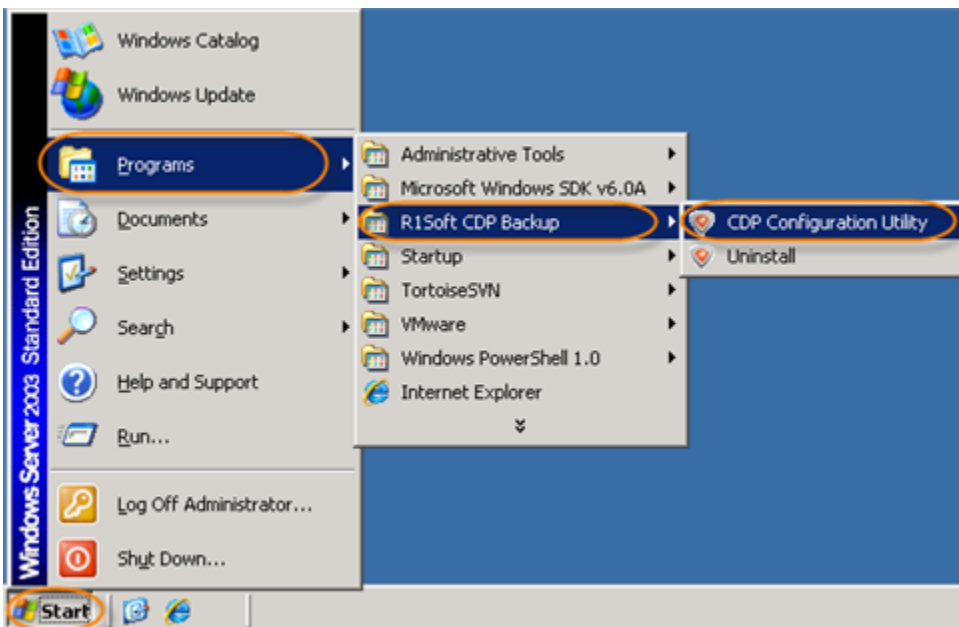 Windows Catalog
Windows Update
Programs
Documents
Settings
Search
Help and Support
Run...
Log Off Administrator...
Shut Down...
Windows Server 2003 Standard Edition
Administrative Tools
Microsoft Windows SDK v6.0A
R1Soft CDP Backup
Startup
TortoiseSVN
VMware
Windows PowerShell 1.0
Internet Explorer
CDP Configuration Utility
Uninstall
Start